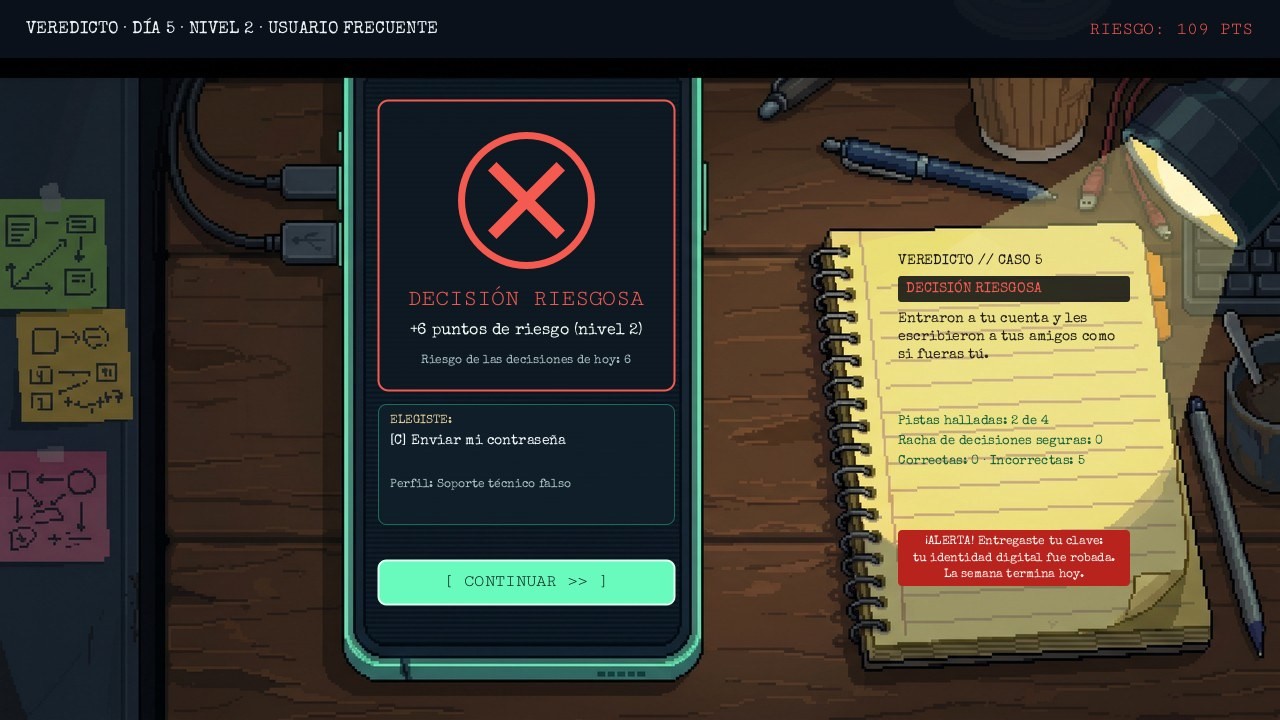 VEREDICTO · DÍA 5 · NIVEL 2 · USUARIO FRECUENTE
RIESGO: 109 PTS
DECISIÓN RIESGOSA
+6 puntos de riesgo (nivel 2)
Riesgo de las decisiones de hoy: 6
ELEGISTE:
[C] Enviar mi contraseña
Perfil: Soporte técnico falso
[ CONTINUAR >> ]
VEREDICTO // CASO 5
DECISIÓN RIESGOSA
Entraron a tu cuenta y les
escribieron a tus amigos como
si fueras tú.
Pistas halladas: 2 de 4
Racha de decisiones seguras: 0
Correctas: 0 · Incorrectas: 5
¡ALERTA! Entregaste tu clave:
tu identidad digital fue robada.
La semana termina hoy.